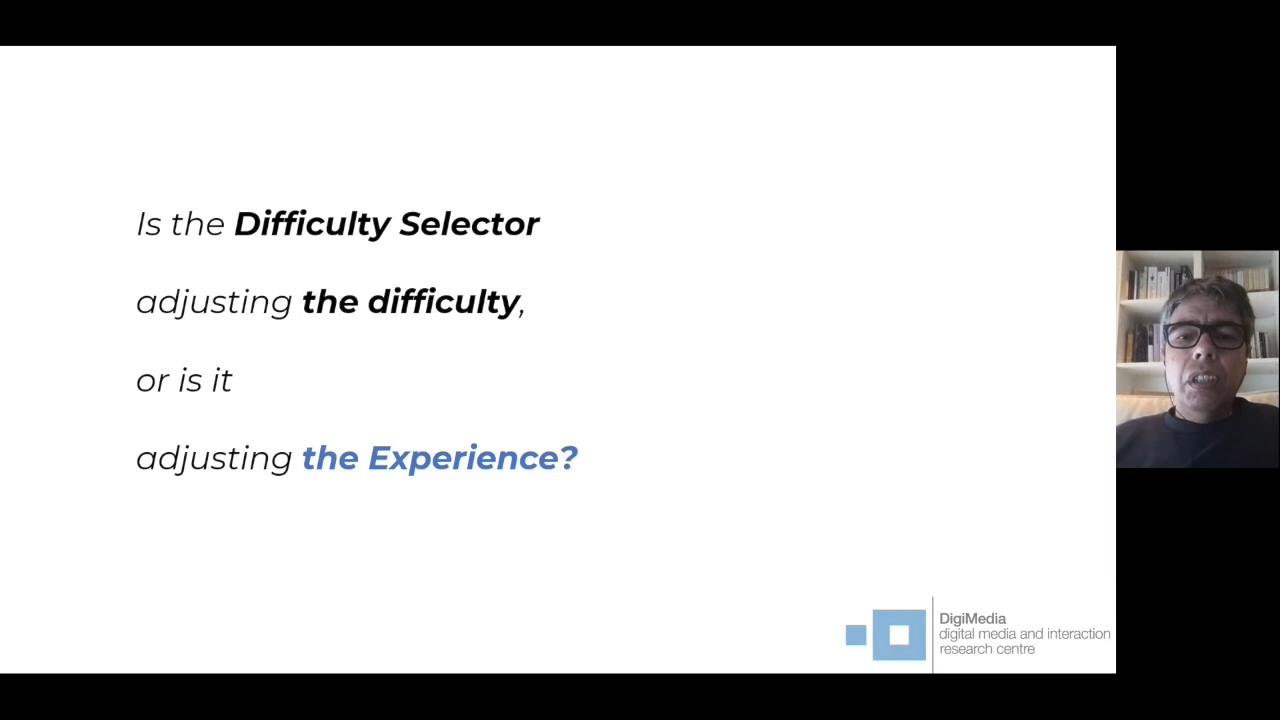 Is the Difficulty Selector
adjusting the difficulty,
or is it
adjusting the Experience?
DigiMedia
digital media and interaction
research centre